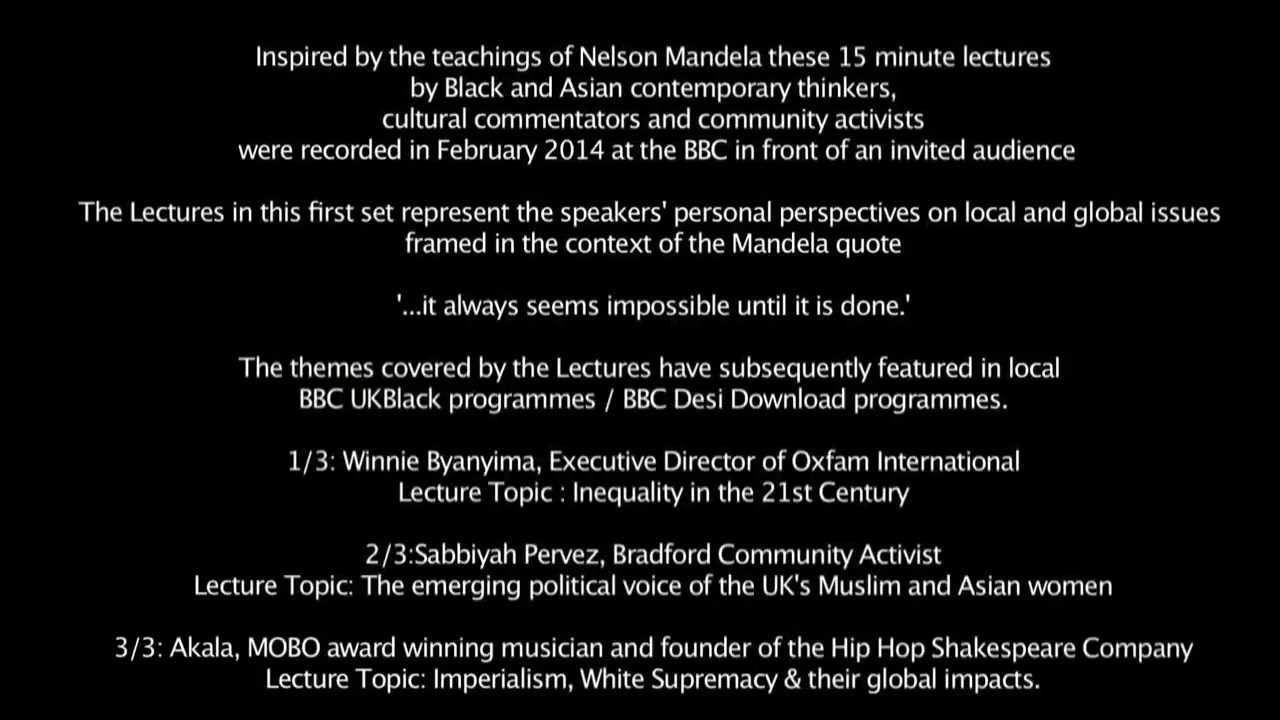 Inspired by the teachings of Nelson Mandela these 15 minute lectures
by Black and Asian contemporary thinkers,
cultural commentators and community activists
were recorded in February 2014 at the BBC in front of an invited audience
The Lectures in this first set represent the speakers' personal perspectives on local and global issues
framed in the context of the Mandela quote
'...it always seems impossible until it is done.'
The themes covered by the Lectures have subsequently featured in local
BBC UKBlack programmes / BBC Desi Download programmes.
1/3: Winnie Byanyima, Executive Director of Oxfam International
Lecture Topic : Inequality in the 21st Century
2/3:Sabbiyah Pervez, Bradford Community Activist
Lecture Topic: The emerging political voice of the UK's Muslim and Asian women
3/3: Akala, MOBO award winning musician and founder of the Hip Hop Shakespeare Company
Lecture Topic: Imperialism, White Supremacy & their global impacts.